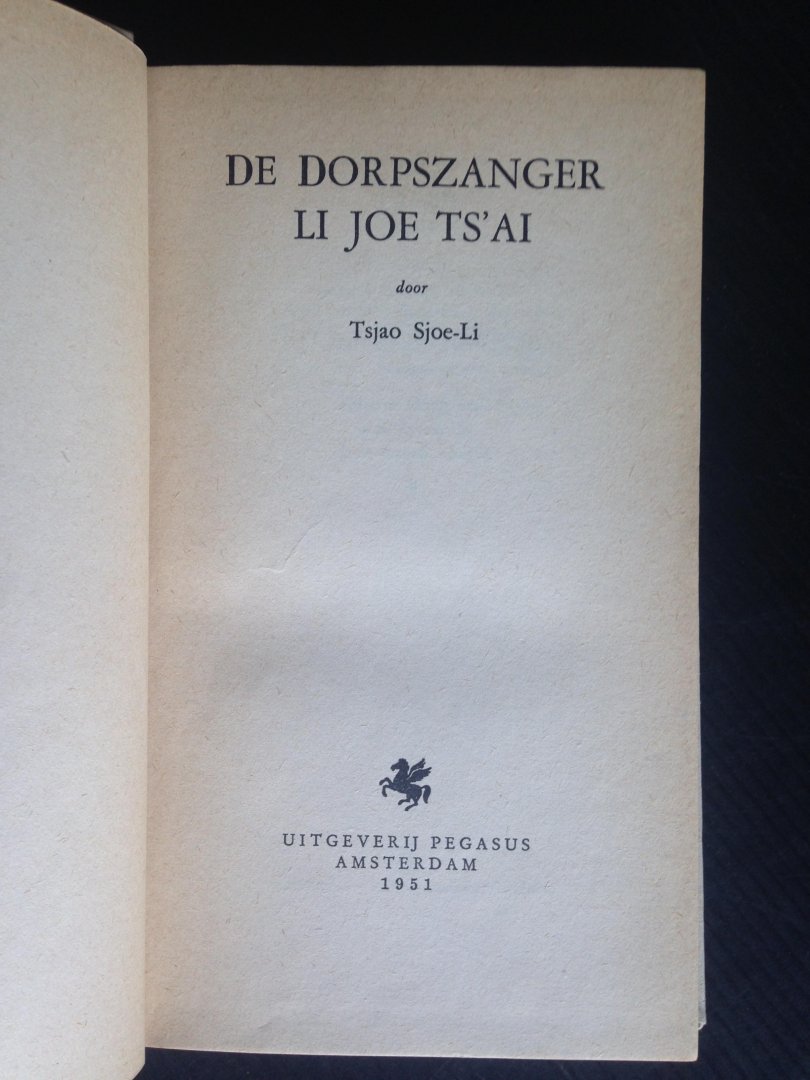 DE DORPSZANGER
LI JOE TS'AI
door
Tsjao Sjoe-Li
UITGEVERIJ PEGASUS
AMSTERDAM
1951